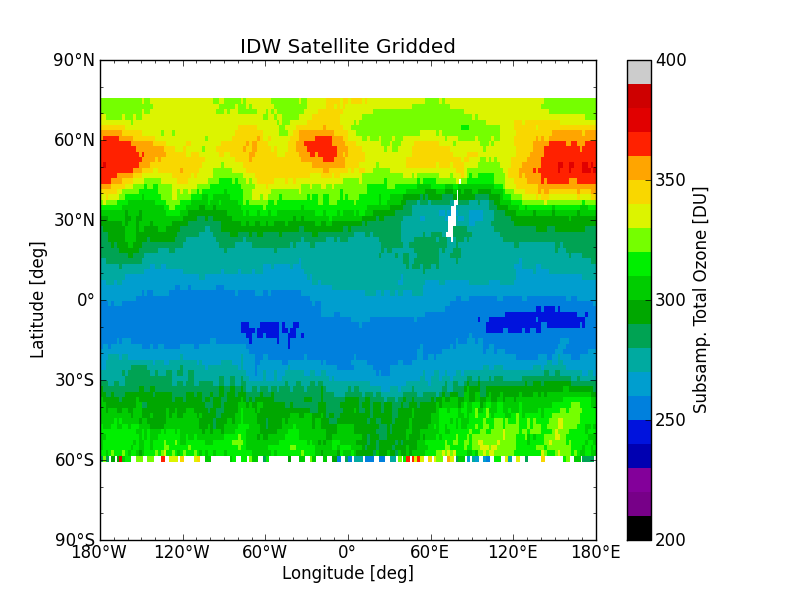 IDW Satellite Gridded
90°N
60°N
30°N
0°
30°S
60°S
90°S
Latitude [deg]
180°W 120°W 60°W 0° 60°E 120°E 180°E
Longitude [deg]
400
350
300
250
200
Subsamp. Total Ozone [DU]